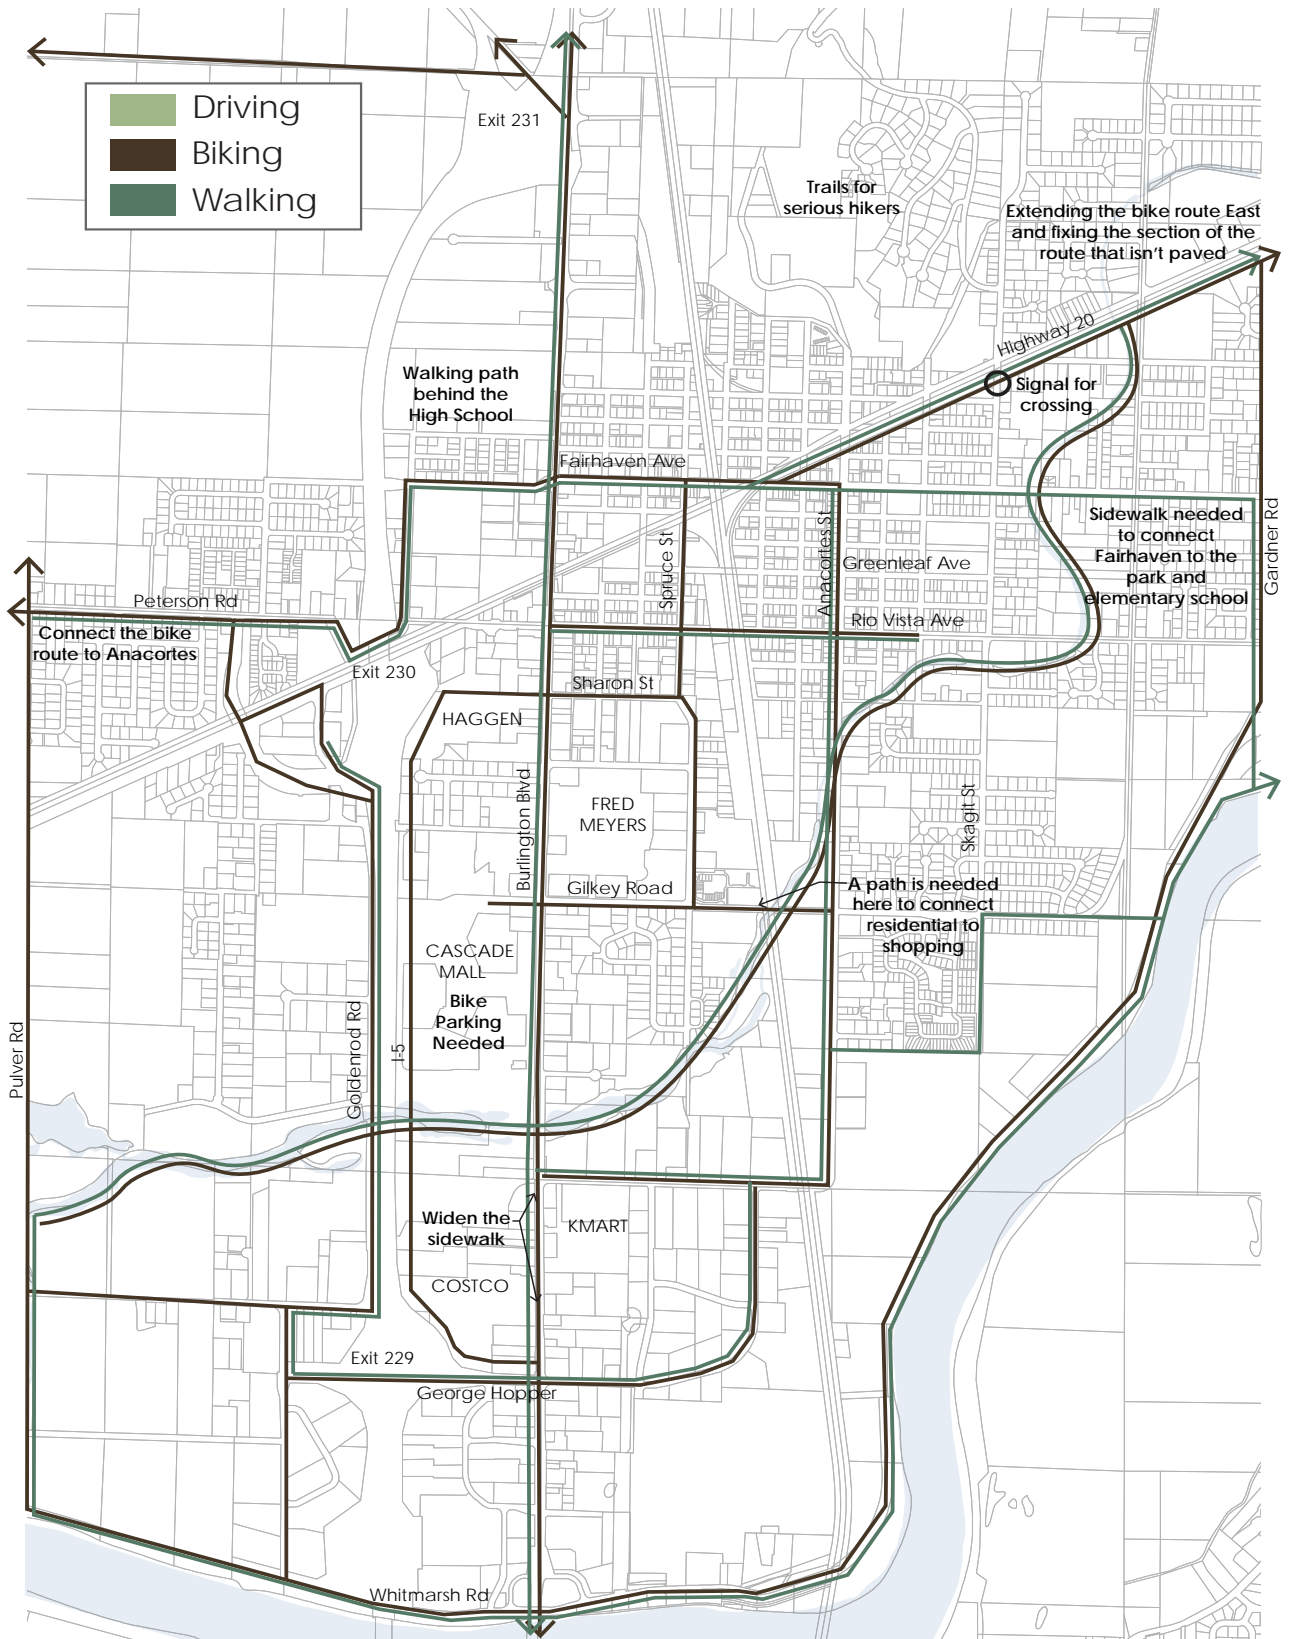 Driving
Biking
Walking
Exit 231
Trails for
serious hikers
Extending the bike route East
and fixing the section of the
route that isn't paved
Highway 20
Walking path
behind the
High School
Signal for
crossing
Fairhaven Ave
Sidewalk needed
to connect
Fairhaven to the
park and
elementary school
Gardner Rd
Spruce St
Anacortes St
Greenleaf Ave
Peterson Rd
Rio Vista Ave
Connect the bike
route to Anacortes
Exit 230
Sharon St
HAGGEN
Burlington Blvd
FRED
MEYERS
Skagit St
Gilkey Road
A path is needed
here to connect
residential to
shopping
CASCADE
MALL
Bike
Parking
Needed
Pulver Rd
Goldenrod Rd
I-5
Widen the
sidewalk
KMART
COSTCO
Exit 229
George Hopper
Whitmarsh Rd